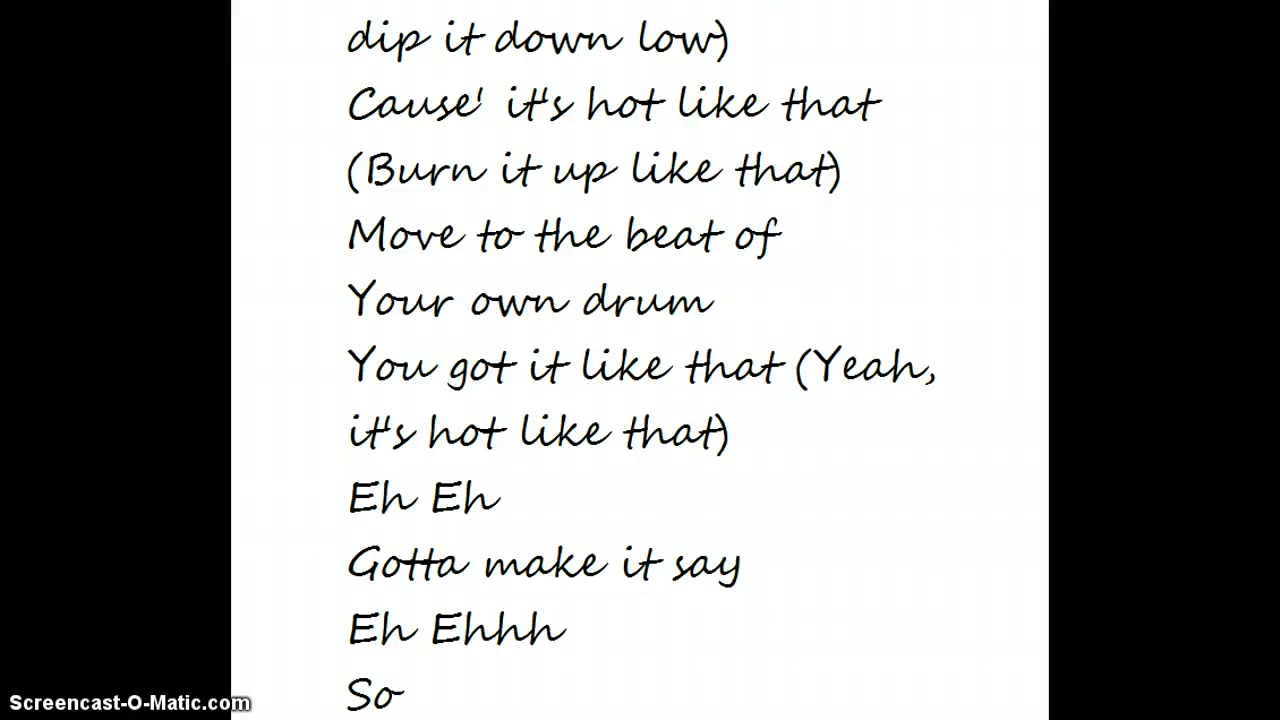 dip it down low)
Cause' it's hot like that
(Burn it up like that)
Move to the beat of
Your own drum
You got it like that (Yeah,
it's hot like that)
Eh Eh
Gotta make it say
Eh Ehhh
So
Screencast-O-Matic.com